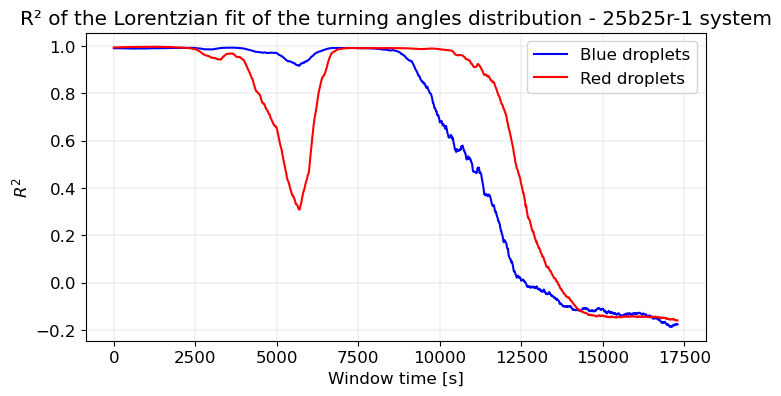 R² of the Lorentzian fit of the turning angles distribution - 25b25r-1 system
Blue droplets
Red droplets
1.0
0.8
0.6
0.4
0.2
0.0
−0.2
R²
0 2500 5000 7500 10000 12500 15000 17500
Window time [s]